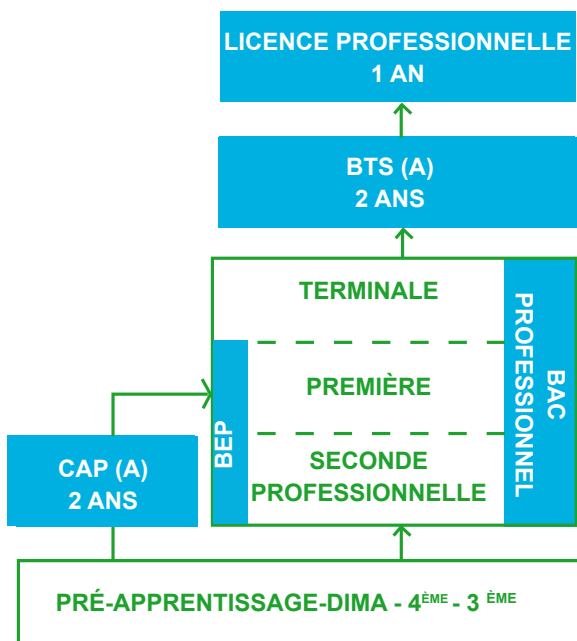 LICENCE PROFESSIONNELLE
1 AN
BTS (A)
2 ANS
TERMINALE
PREMIÈRE
SECONDE
PROFESSIONNELLE
BEP
BAC
PROFESSIONNEL
CAP (A)
2 ANS
PRÉ-APPRENTISSAGE-DIMA - 4ÈME - 3 ÈME